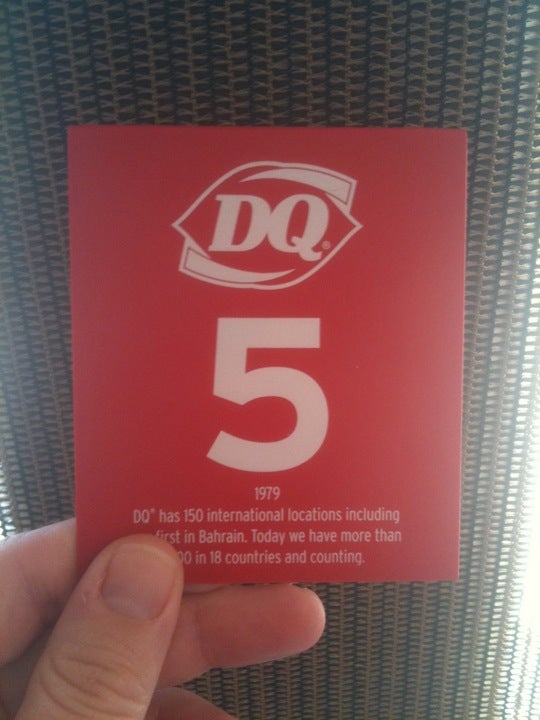 DQ®
5
1979
DQ® has 150 international locations including
first in Bahrain. Today we have more than
00 in 18 countries and counting.